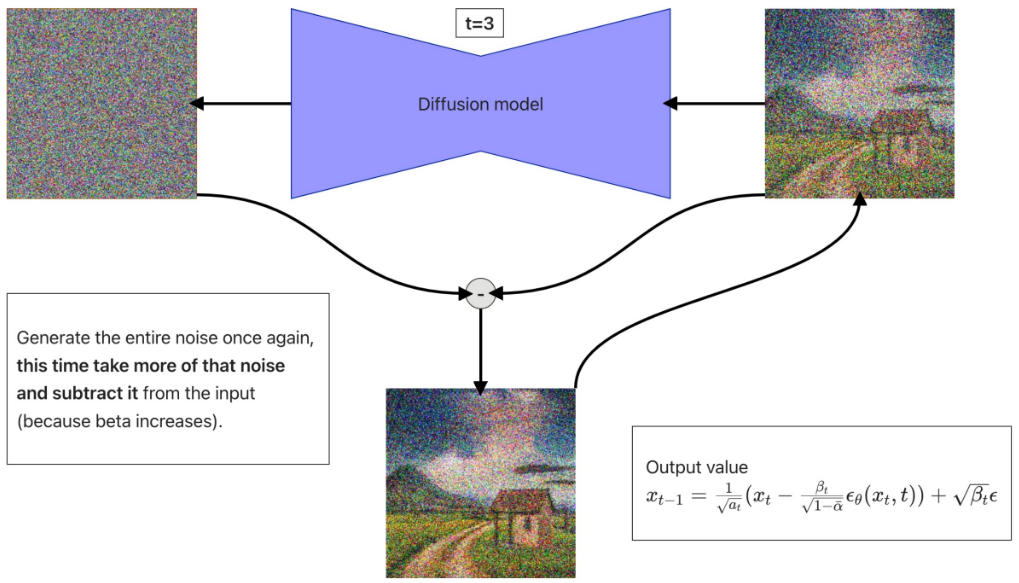 t=3
Diffusion model
-
Generate the entire noise once again,
this time take more of that noise
and subtract it from the input
(because beta increases).
Output value
$x_{t-1} = \frac{1}{\sqrt{a_t}}(x_t - \frac{\beta_t}{\sqrt{1-\bar{\alpha}}}\epsilon_\theta(x_t, t)) + \sqrt{\beta_t}\epsilon$